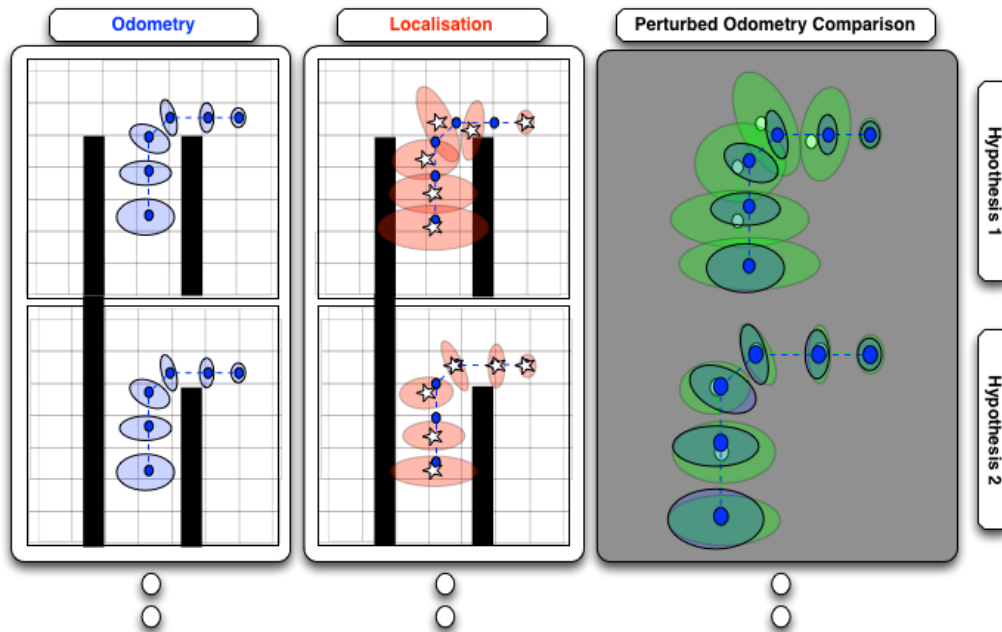 Odometry
Localisation
Perturbed Odometry Comparison
Hypothesis 1
Hypothesis 2